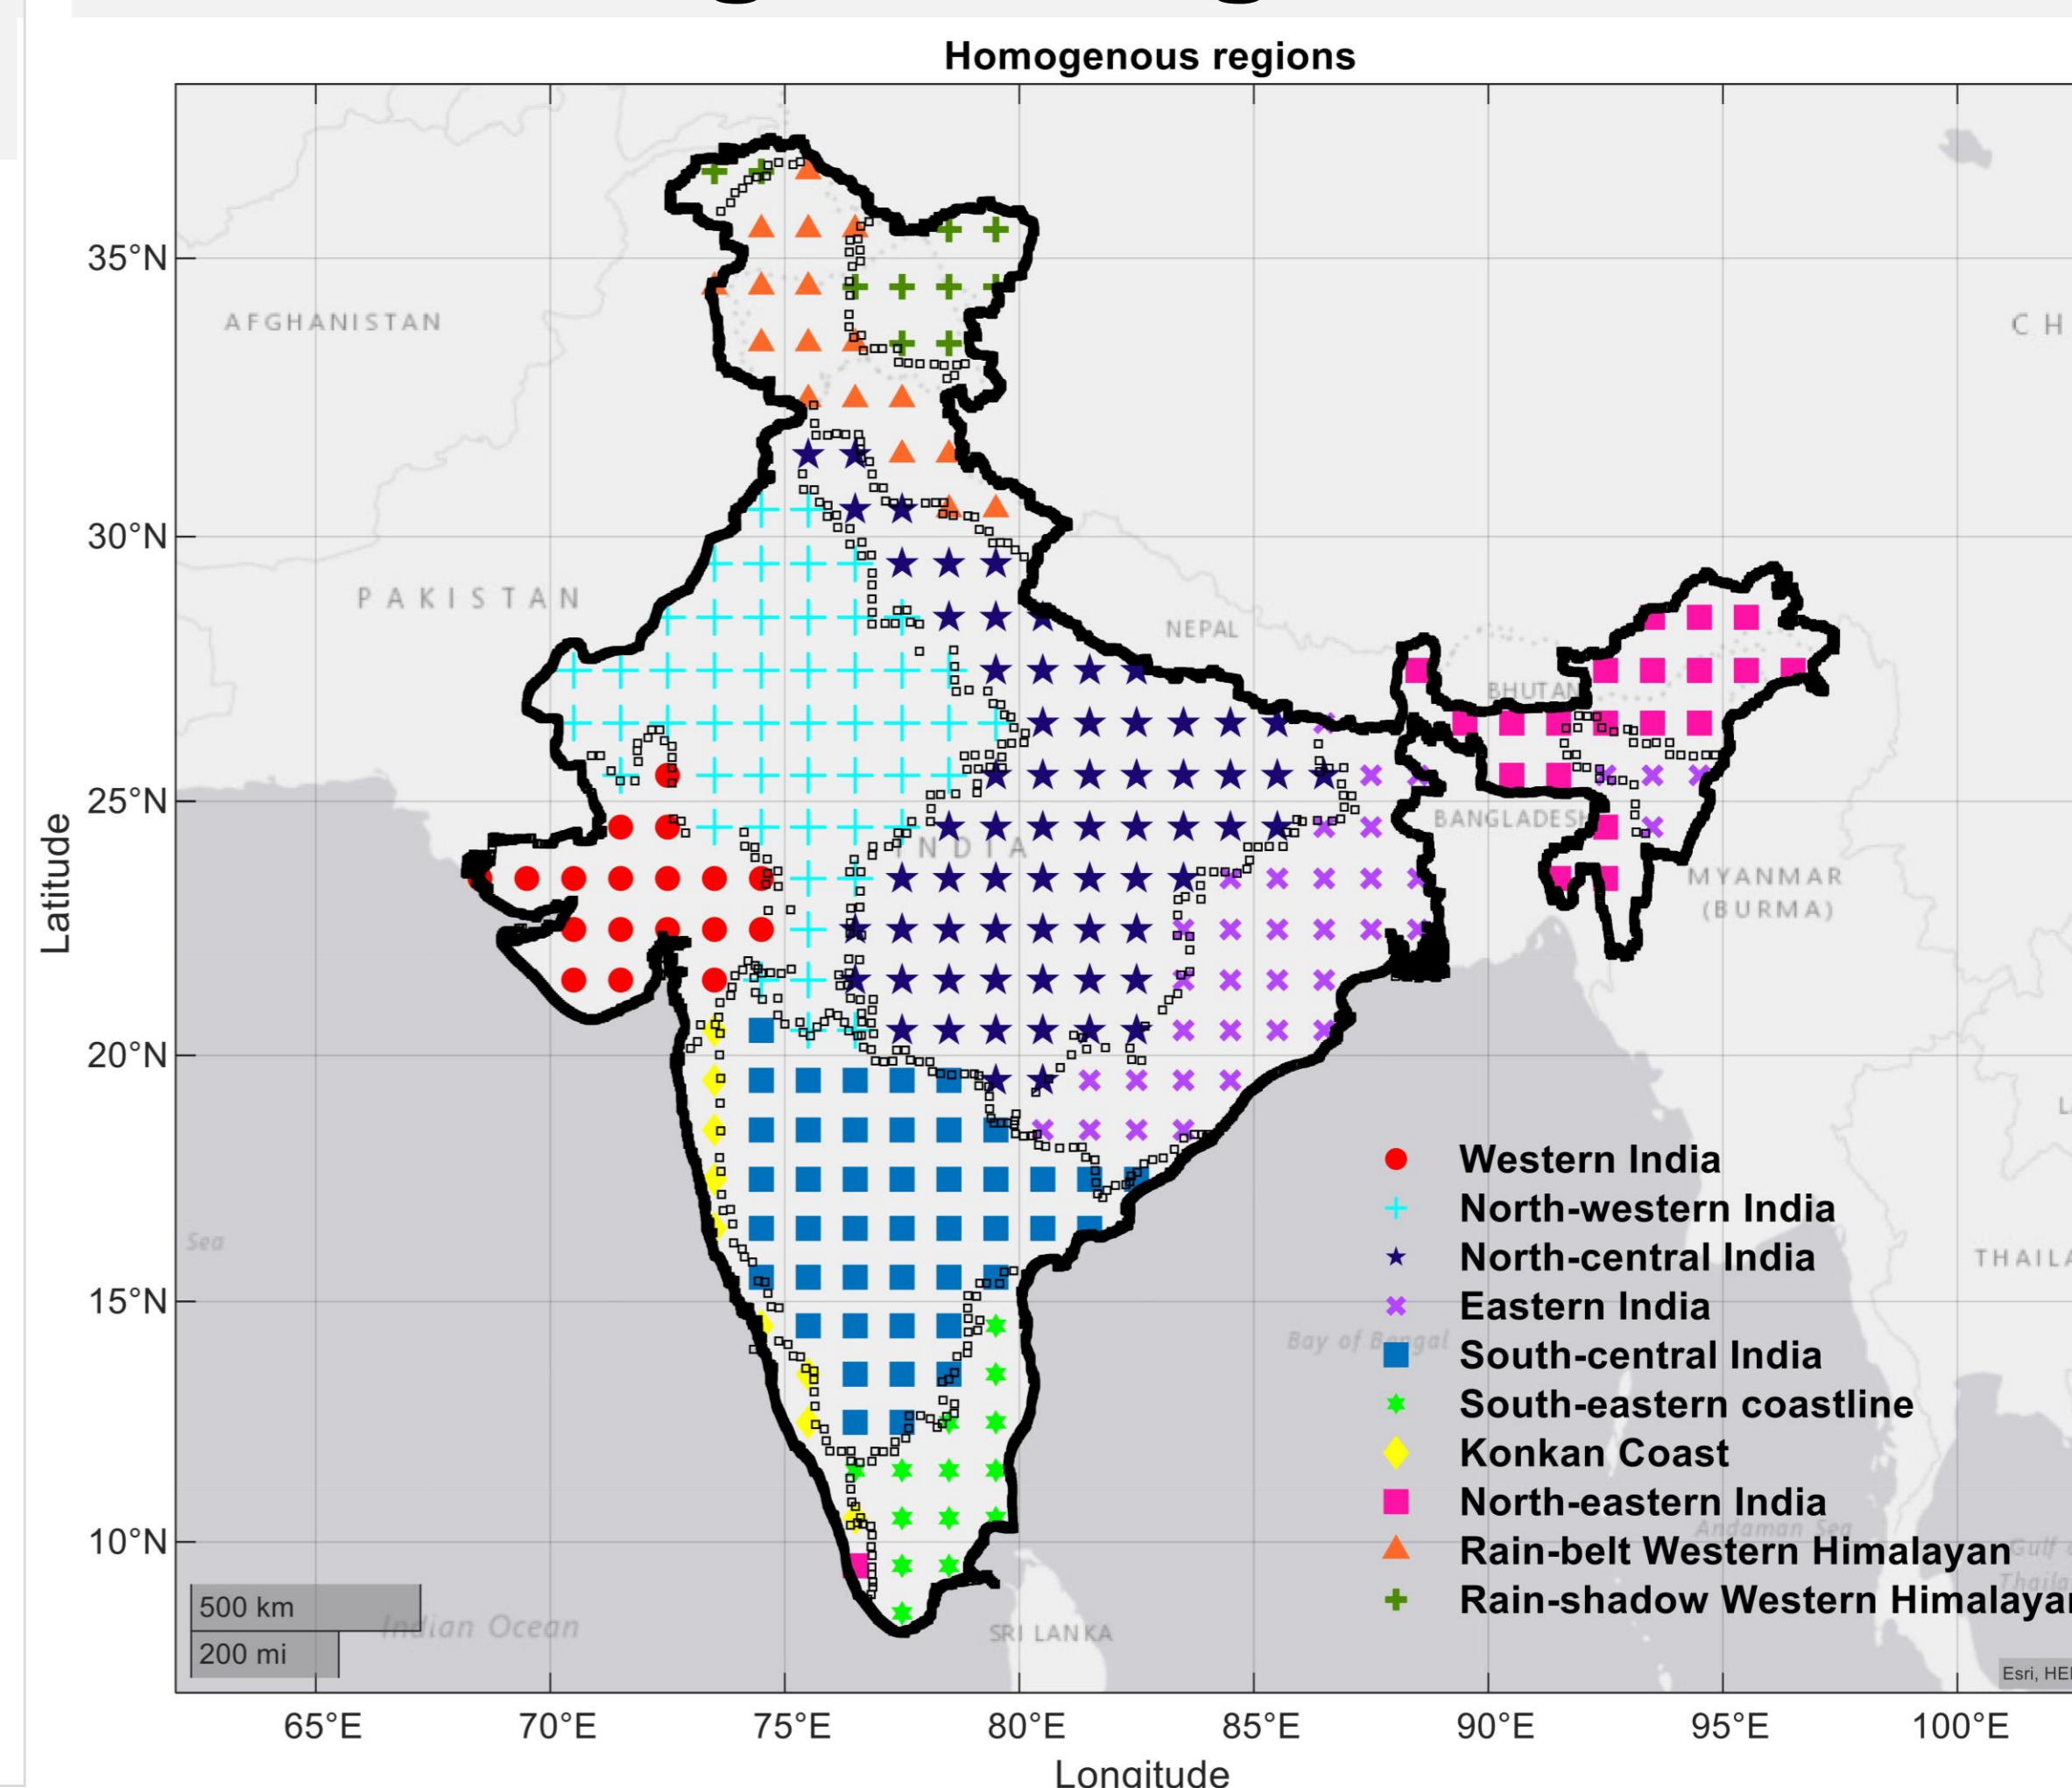 Homogenous regions
35°N
30°N
25°N
20°N
15°N
10°N
Latitude
AFGHANISTAN
PAKISTAN
NEPAL
BHUTAN
BANGLADESH
INDIA
MYANMAR
(BURMA)
CH
Sea
THAILA
Bay of Bengal
Andaman Sea
Gulf
Thaila
Indian Ocean
SRI LANKA
Western India
North-western India
North-central India
Eastern India
South-central India
South-eastern coastline
Konkan Coast
North-eastern India
Rain-belt Western Himalayan
Rain-shadow Western Himalayan
500 km
200 mi
Esri, HE
65°E
70°E
75°E
80°E
85°E
90°E
95°E
100°E
Longitude